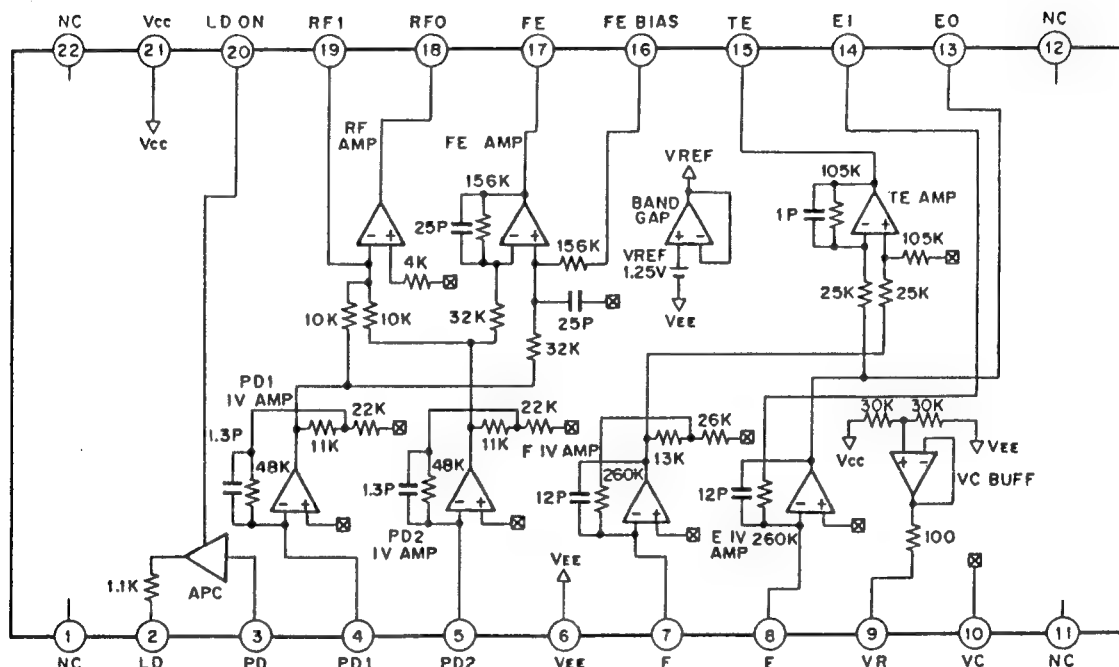 NC Vcc LD ON RF1 RFO FE FE BIAS TE EI EO NC
22 21 20 19 18 17 16 15 14 13 12
Vcc
RF AMP
FE AMP
156K
25P
4K
156K
25P
10K
10K
32K
32K
VREF
BAND GAP
VREF
1.25V
VEE
105K
1P
TE AMP
105K
25K
25K
PD1
IV AMP
1.3P
22K
11K
48K
22K
11K
48K
1.3P
PD2
IV AMP
F IV AMP
26K
13K
260K
12P
12P
E IV
AMP
260K
30K
30K
Vcc
VEE
VC BUFF
100
1.1K
APC
VEE
1 2 3 4 5 6 7 8 9 10 11
NC LD PD PD1 PD2 VEE F E VR VC NC